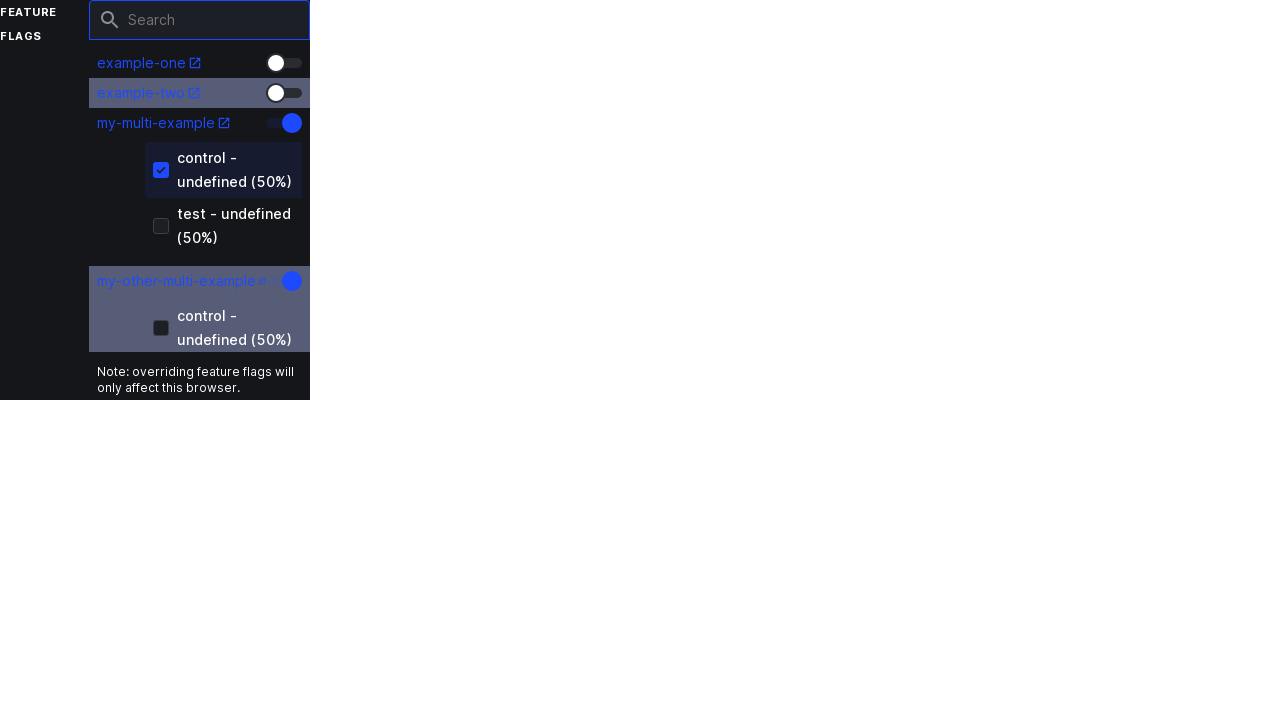 FEATURE
FLAGS
Search
example-one
example-two
my-multi-example
control -
undefined (50%)
test - undefined
(50%)
my-other-multi-example
control -
undefined (50%)
Note: overriding feature flags will
only affect this browser.